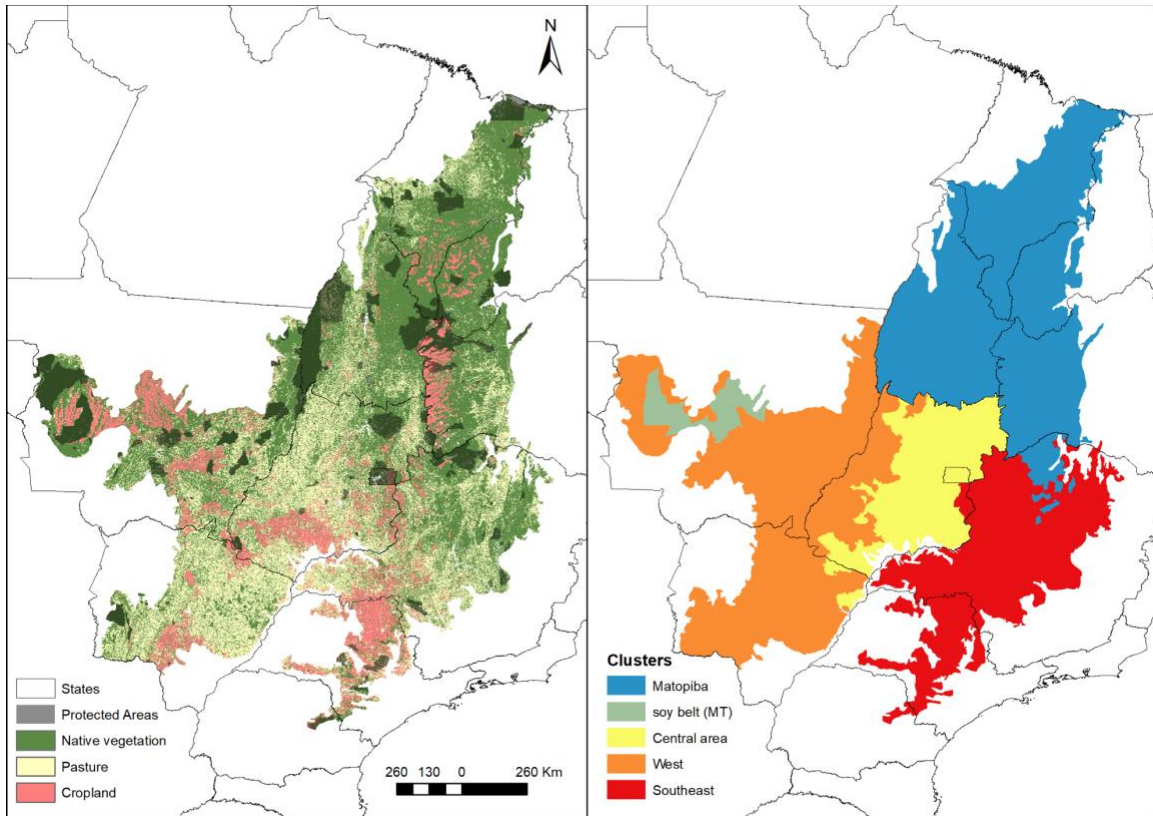 N
States
Protected Areas
Native vegetation
Pasture
Cropland
260 130 0 260 Km
Clusters
Matopiba
soy belt (MT)
Central area
West
Southeast